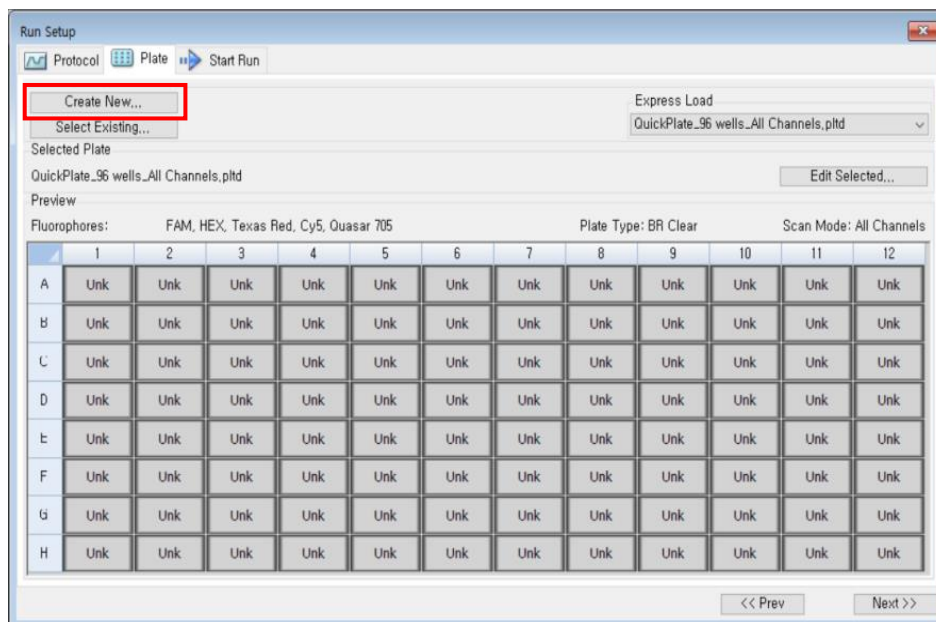 Run Setup
Protocol Plate Start Run
Create New...
Express Load
Select Existing...
QuickPlate_96 wells_All Channels.pltd
Selected Plate
QuickPlate_96 wells_All Channels.pltd Edit Selected...
Preview
Fluorophores: FAM, HEX, Texas Red, Cy5, Quasar 705 Plate Type: BR Clear Scan Mode: All Channels
1 2 3 4 5 6 7 8 9 10 11 12
A Unk Unk Unk Unk Unk Unk Unk Unk Unk Unk Unk Unk
B Unk Unk Unk Unk Unk Unk Unk Unk Unk Unk Unk Unk
C Unk Unk Unk Unk Unk Unk Unk Unk Unk Unk Unk Unk
D Unk Unk Unk Unk Unk Unk Unk Unk Unk Unk Unk Unk
E Unk Unk Unk Unk Unk Unk Unk Unk Unk Unk Unk Unk
F Unk Unk Unk Unk Unk Unk Unk Unk Unk Unk Unk Unk
G Unk Unk Unk Unk Unk Unk Unk Unk Unk Unk Unk Unk
H Unk Unk Unk Unk Unk Unk Unk Unk Unk Unk Unk Unk
<< Prev Next >>